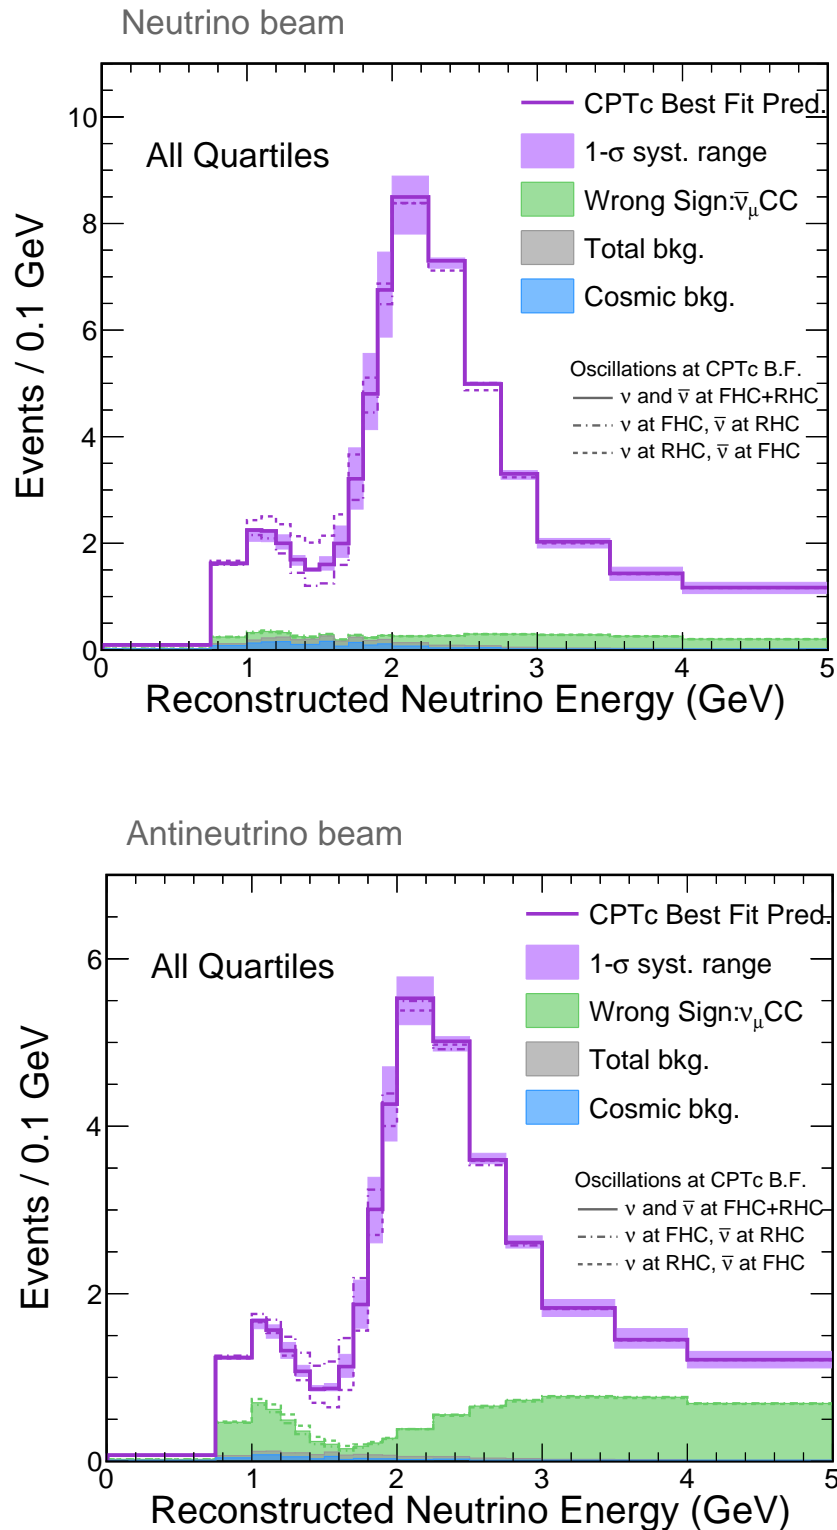 Neutrino beam
10
8
6
4
2
0
Events / 0.1 GeV
All Quartiles
CPTc Best Fit Pred.
1-σ syst. range
Wrong Sign:ν̅μCC
Total bkg.
Cosmic bkg.
Oscillations at CPTc B.F.
ν and ν̅ at FHC+RHC
ν at FHC, ν̅ at RHC
ν at RHC, ν̅ at FHC
0 1 2 3 4 5
Reconstructed Neutrino Energy (GeV)
Antineutrino beam
6
4
2
0
Events / 0.1 GeV
All Quartiles
CPTc Best Fit Pred.
1-σ syst. range
Wrong Sign:νμCC
Total bkg.
Cosmic bkg.
Oscillations at CPTc B.F.
ν and ν̅ at FHC+RHC
ν at FHC, ν̅ at RHC
ν at RHC, ν̅ at FHC
0 1 2 3 4 5
Reconstructed Neutrino Energy (GeV)